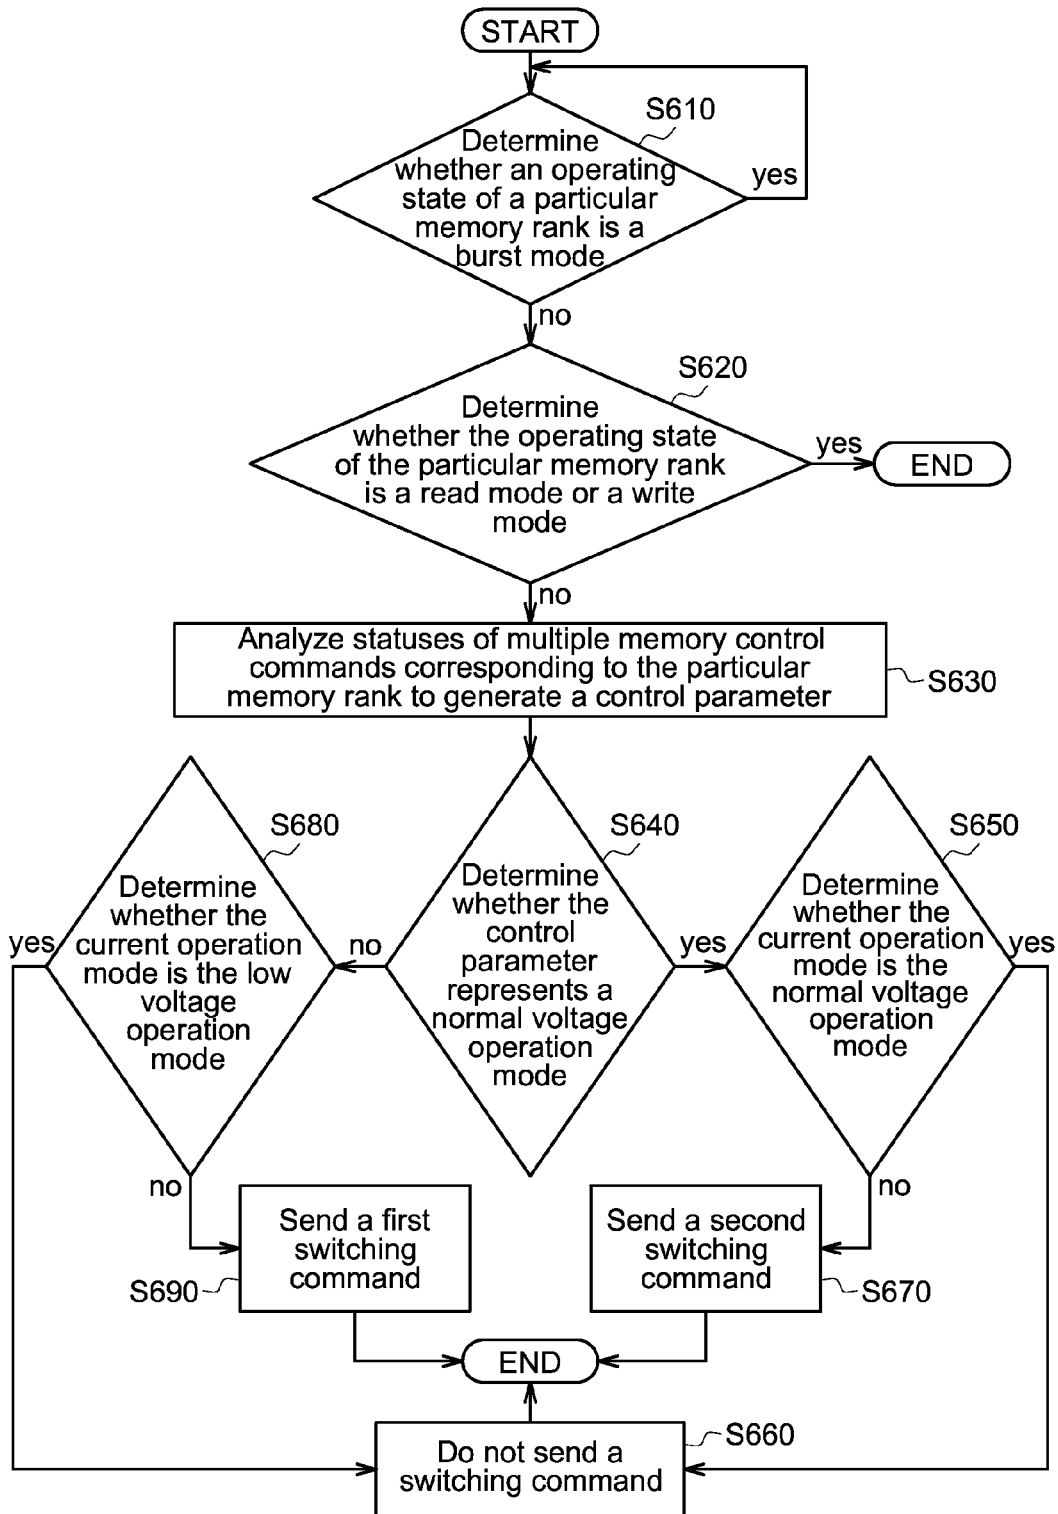 START
S610
Determine
whether an operating
state of a particular
memory rank is a
burst mode
yes
no
S620
Determine
whether the operating state
of the particular memory rank
is a read mode or a write
mode
yes
END
no
Analyze statuses of multiple memory control
commands corresponding to the particular
memory rank to generate a control parameter
S630
S680
Determine
whether the
current operation
mode is the low
voltage
operation
mode
yes
no
S640
Determine
whether the
control
parameter
represents a
normal voltage
operation
mode
no
yes
S650
Determine
whether the
current operation
mode is the
normal voltage
operation
mode
yes
no
Send a first
switching
command
S690
Send a second
switching
command
S670
END
Do not send a
switching command
S660